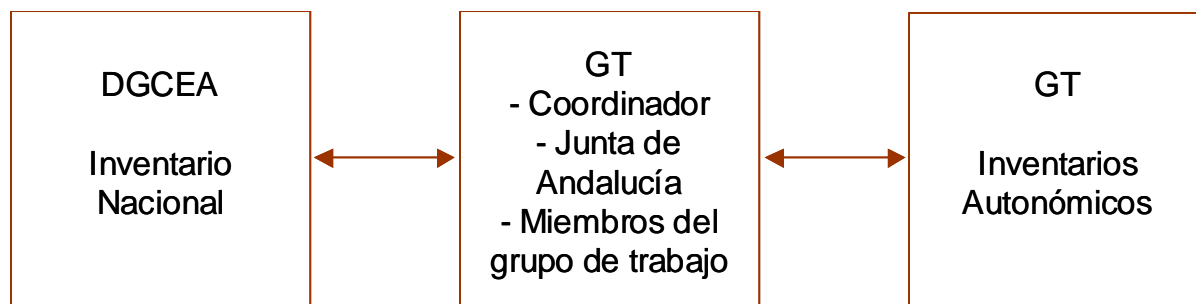 DGCEA
Inventario
Nacional
GT
- Coordinador
- Junta de
Andalucía
- Miembros del
grupo de trabajo
GT
Inventarios
Autonómicos